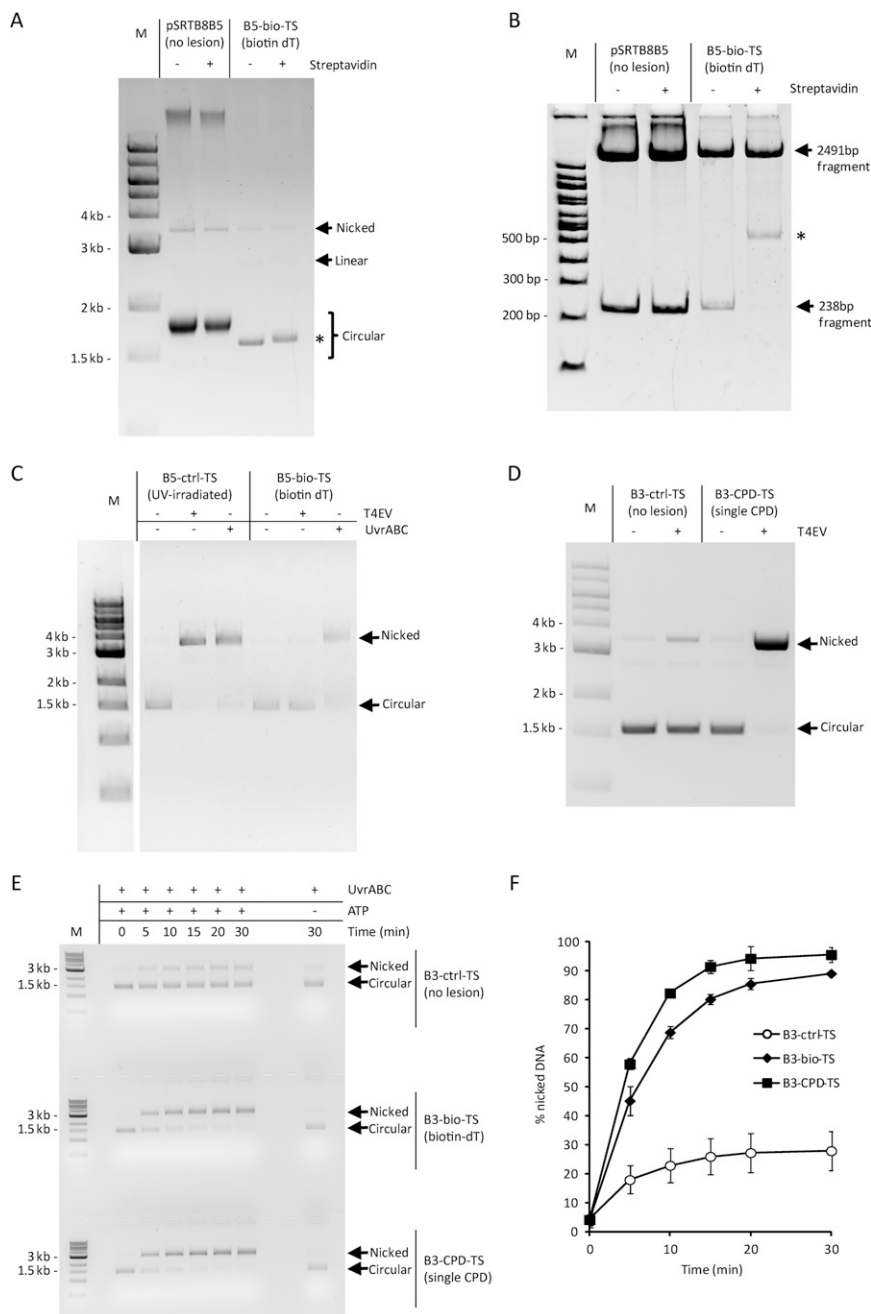 A
pSRTB8B5
(no lesion)
B5-bio-TS
(biotin dT)
M
- + - + Streptavidin
4 kb -
3 kb -
2 kb -
1.5 kb -
Nicked
Linear
* Circular
B
pSRTB8B5
(no lesion)
B5-bio-TS
(biotin dT)
M
- + - + Streptavidin
2491bp
fragment
500 bp -
*
300 bp -
200 bp -
238bp
fragment
C
B5-ctrl-TS
(UV-irradiated)
B5-bio-TS
(biotin dT)
M
- + - - + - T4EV
- - + - - + UvrABC
4 kb -
3 kb -
2 kb -
1.5 kb -
Nicked
Circular
D
B3-ctrl-TS
(no lesion)
B3-CPD-TS
(single CPD)
M
- + - + T4EV
4 kb -
3 kb -
2 kb -
1.5 kb -
Nicked
Circular
E
+ + + + + + + UvrABC
+ + + + + + - ATP
M 0 5 10 15 20 30 30 Time (min)
3 kb - Nicked
1.5 kb - Circular
B3-ctrl-TS
(no lesion)
3 kb - Nicked
1.5 kb - Circular
B3-bio-TS
(biotin-dT)
3 kb - Nicked
1.5 kb - Circular
B3-CPD-TS
(single CPD)
F
% nicked DNA
100
90
80
70
60
50
40
30
20
10
0
0 10 20 30
Time (min)
B3-ctrl-TS
B3-bio-TS
B3-CPD-TS